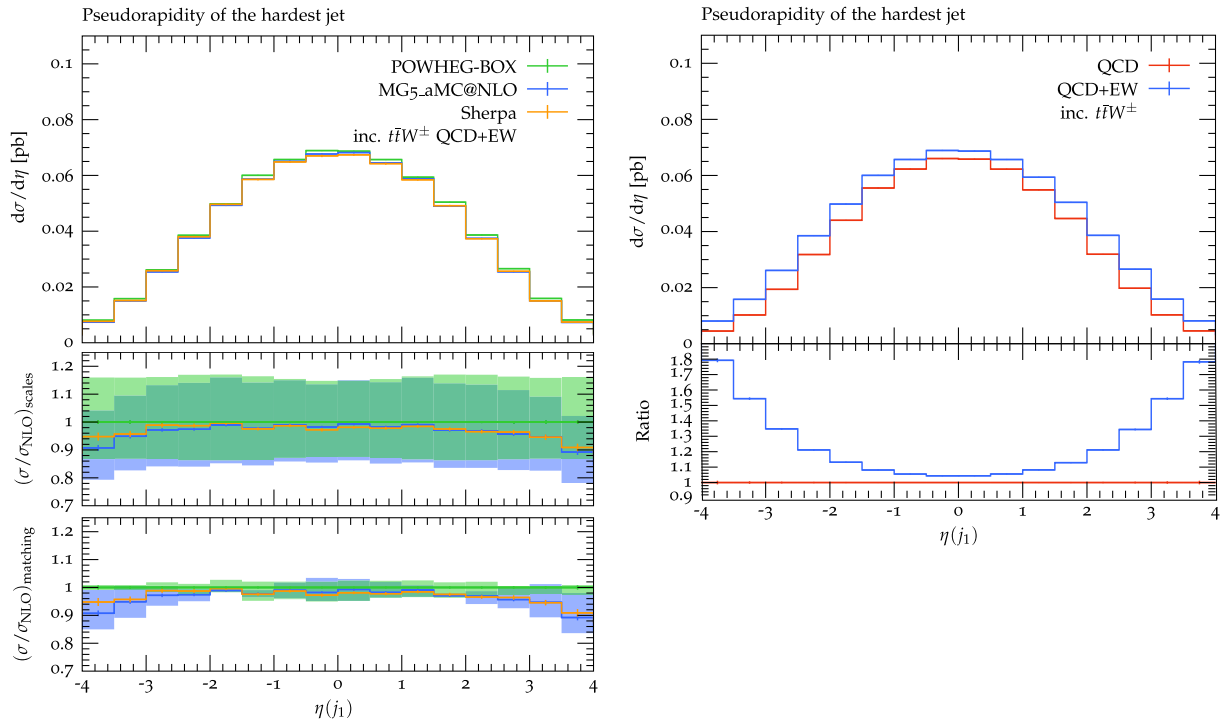 Pseudorapidity of the hardest jet
POWHEG-BOX
MG5_aMC@NLO
Sherpa
inc. tt̄W± QCD+EW
dσ/dη [pb]
0.1
0.08
0.06
0.04
0.02
0
(σ/σNLO)scales
1.2
1.1
1
0.9
0.8
0.7
(σ/σNLO)matching
1.2
1.1
1
0.9
0.8
0.7
-4 -3 -2 -1 0 1 2 3 4
η(j1)
Pseudorapidity of the hardest jet
QCD
QCD+EW
inc. tt̄W±
dσ/dη [pb]
0.1
0.08
0.06
0.04
0.02
0
Ratio
1.8
1.7
1.6
1.5
1.4
1.3
1.2
1.1
1
0.9
-4 -3 -2 -1 0 1 2 3 4
η(j1)